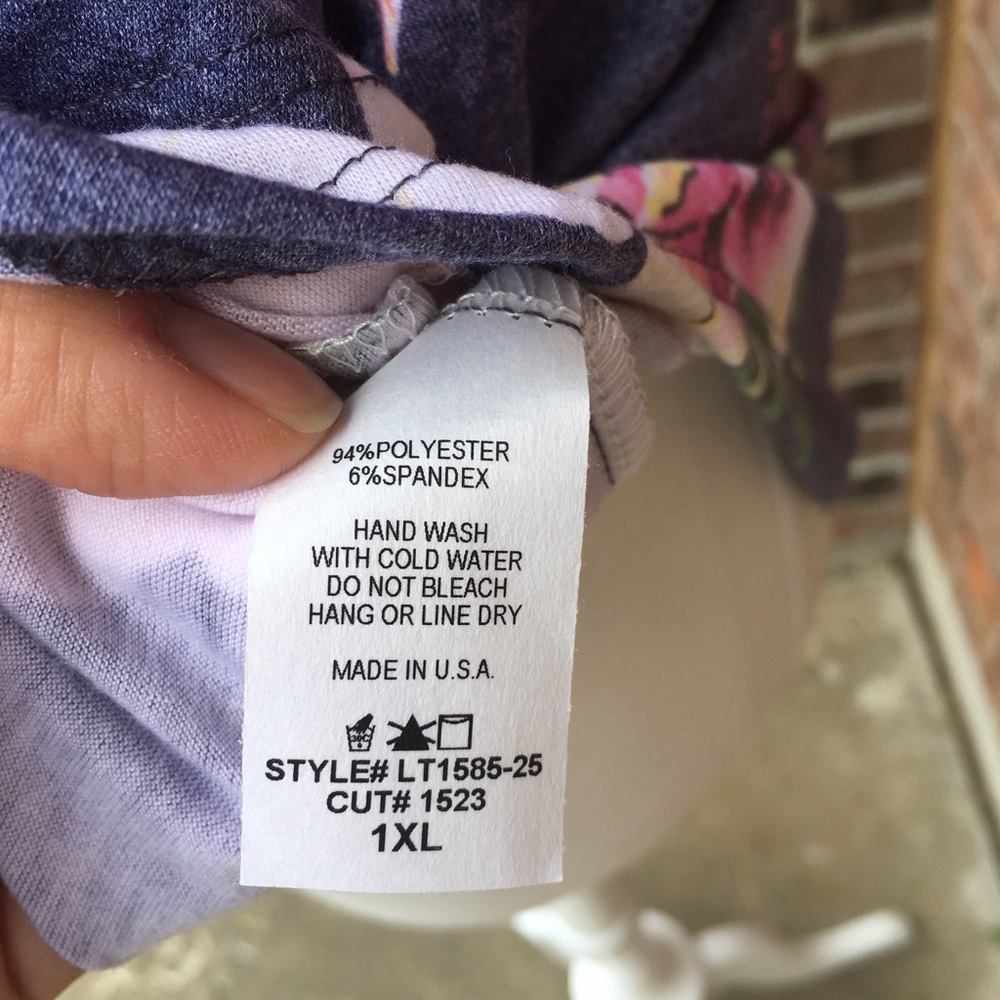 94%POLYESTER
6%SPANDEX
HAND WASH
WITH COLD WATER
DO NOT BLEACH
HANG OR LINE DRY
MADE IN U.S.A.
STYLE# LT1585-25
CUT# 1523
1XL